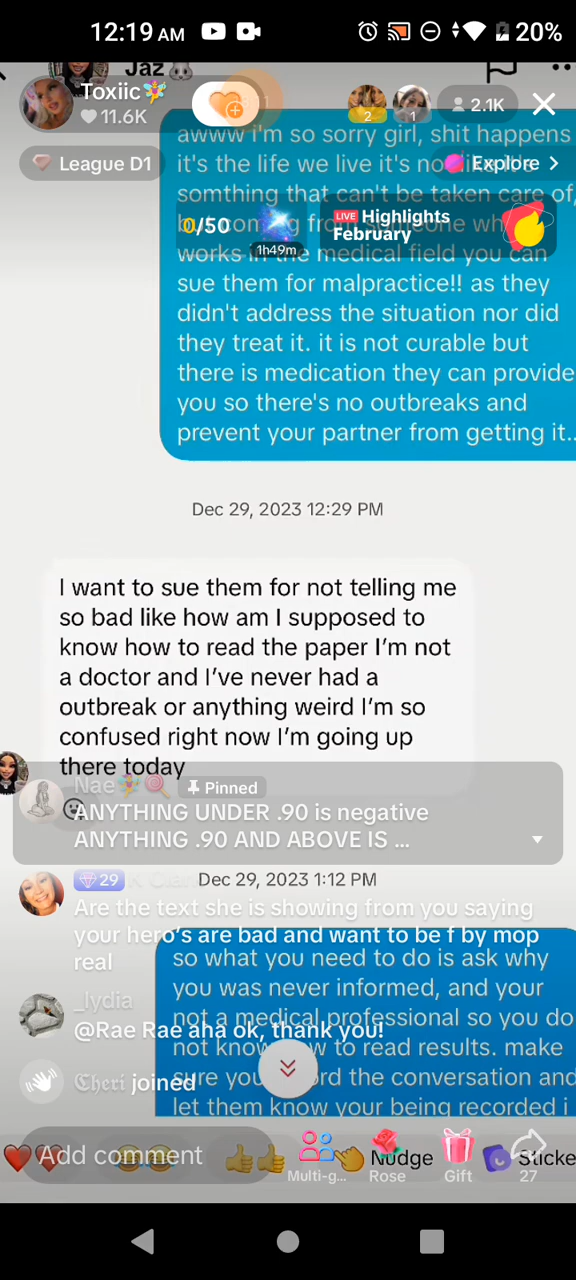 12:19 AM
20%
Jaz
Toxiic
11.6K
2
1
2.1K
League D1
Explore >
awww i'm so sorry girl, shit happens
it's the life we live it's no
somthing that can't be taken care of,
0/50
LIVE Highlights
February
1h49m
works in the medical field you can
sue them for malpractice!! as they
didn't address the situation nor did
they treat it. it is not curable but
there is medication they can provide
you so there's no outbreaks and
prevent your partner from getting it..
Dec 29, 2023 12:29 PM
I want to sue them for not telling me
so bad like how am I supposed to
know how to read the paper I'm not
a doctor and I've never had a
outbreak or anything weird I'm so
confused right now I'm going up
there today
Nae
Pinned
ANYTHING UNDER .90 is negative
ANYTHING .90 AND ABOVE IS ...
29
Dec 29, 2023 1:12 PM
Are the text she is showing from you saying
your hero's are bad and want to be f by mop
real
so what you need to do is ask why
you was never informed, and your
_lydia
not a medical professional so you do
@Rae Rae aha ok, thank you!
not know how to read results. make
Cheri joined
sure you record the conversation and
let them know your being recorded i
Add comment
Multi-g...
Nudge
Rose
Gift
Sticke
27